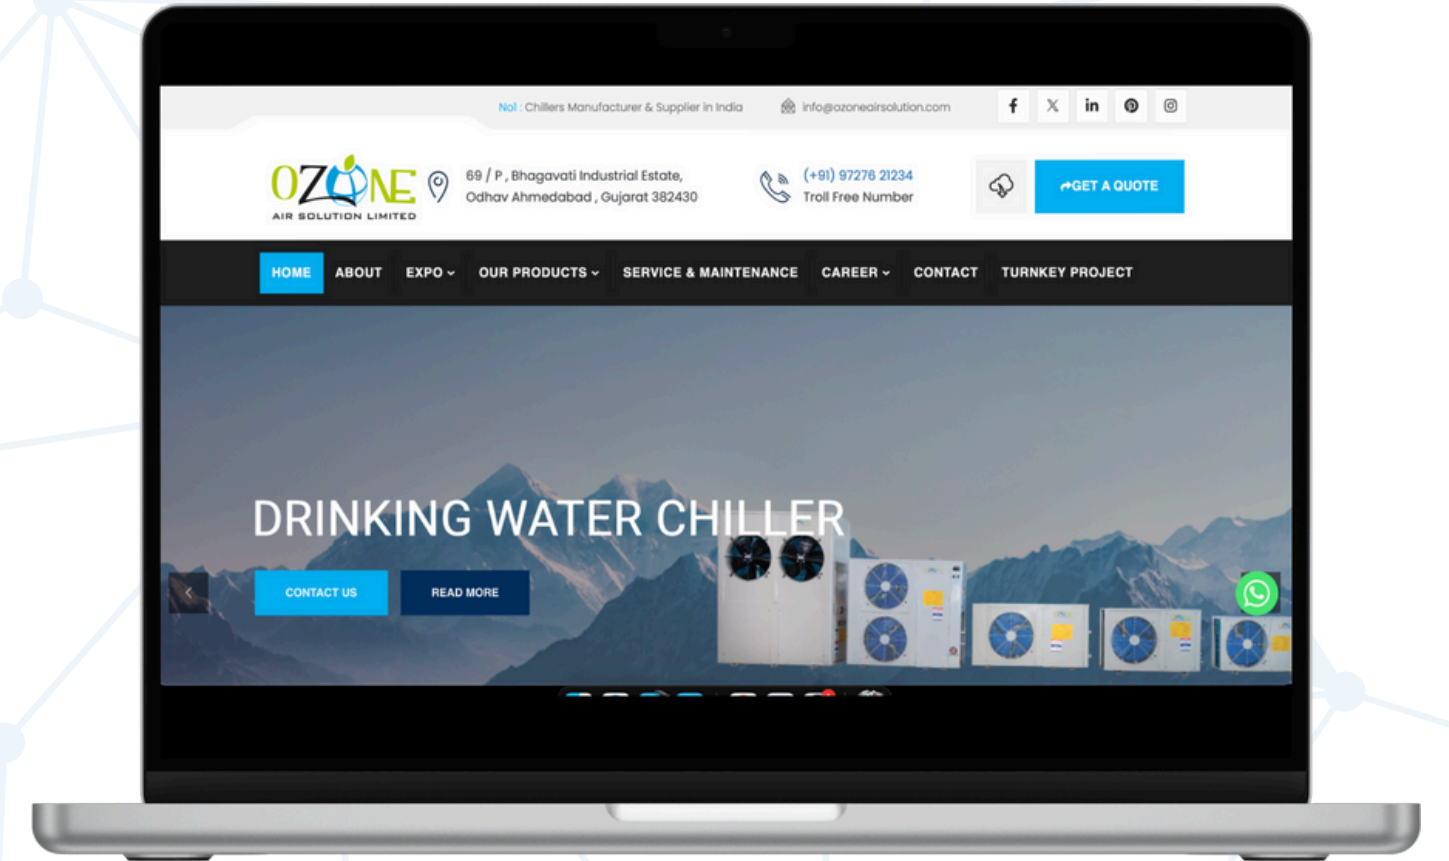 No1 : Chillers Manufacturer & Supplier in India
info@ozoneairsolution.com
OZONE
AIR SOLUTION LIMITED
69 / P , Bhagavati Industrial Estate,
Odhav Ahmedabad , Gujarat 382430
(+91) 97276 21234
Troll Free Number
GET A QUOTE
HOME
ABOUT
EXPO
OUR PRODUCTS
SERVICE & MAINTENANCE
CAREER
CONTACT
TURNKEY PROJECT
DRINKING WATER CHILLER
CONTACT US
READ MORE